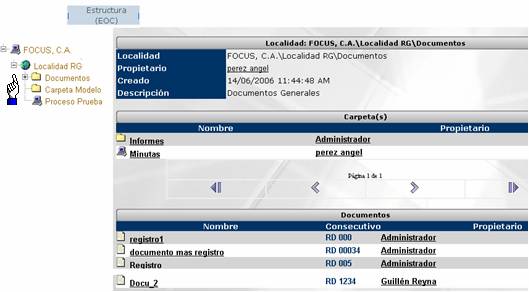 Estructura
(EOC)
FOCUS, C.A.
Localidad RG
Documentos
Carpeta Modelo
Proceso Prueba
Localidad: FOCUS, C.A.\Localidad RG\Documentos
Localidad FOCUS, C.A.\Localidad RG\Documentos
Propietario perez angel
Creado 14/06/2006 11:44:48 AM
Descripción Documentos Generales
Carpeta(s)
Nombre Propietario
Informes Administrador
Minutas perez angel
Página 1 de 1
Documentos
Nombre Consecutivo Propietario
registro1 RD 000 Administrador
documento mas registro RD 00034 Administrador
Registro RD 005 Administrador
Docu_2 RD 1234 Guillén Reyna